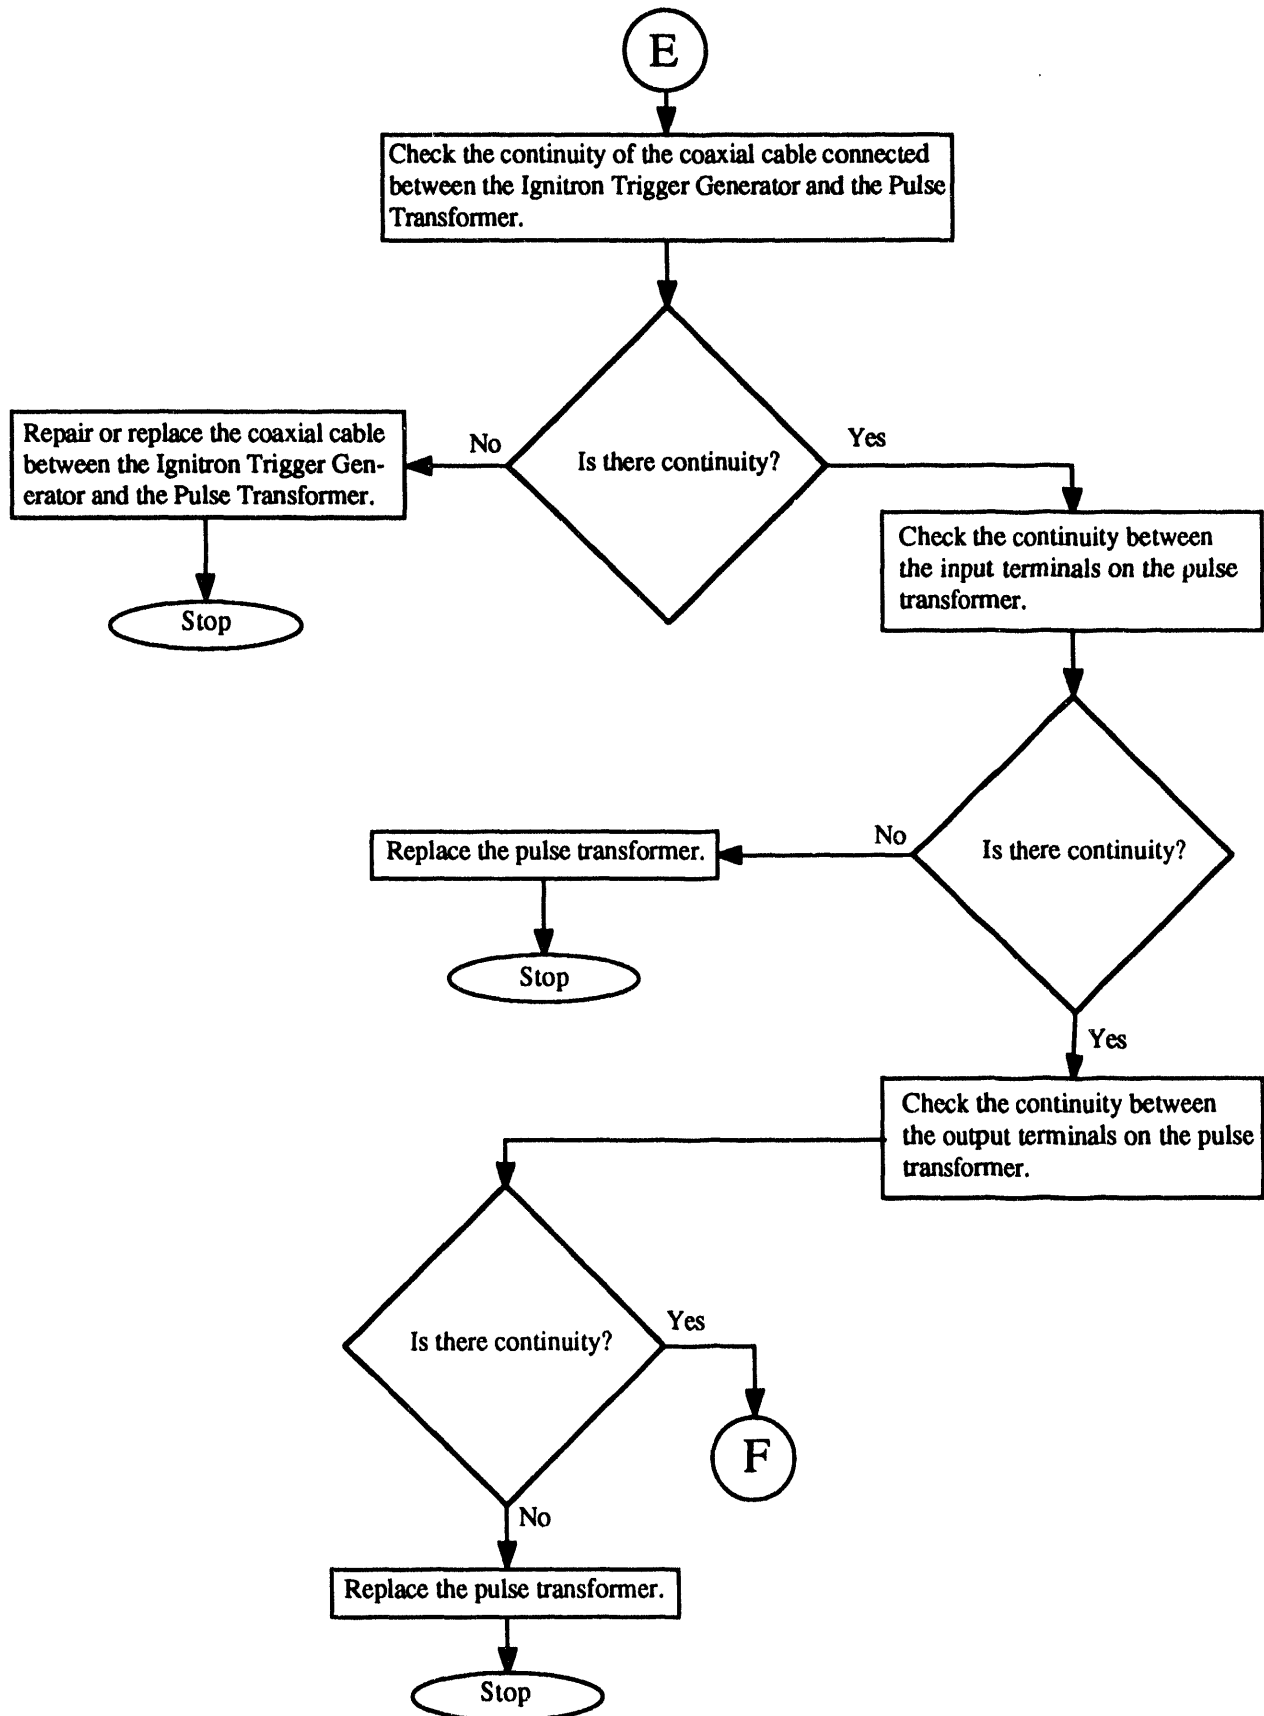 E
Check the continuity of the coaxial cable connected
between the Ignitron Trigger Generator and the Pulse
Transformer.
Repair or replace the coaxial cable
between the Ignitron Trigger Gen-
erator and the Pulse Transformer.
No
Is there continuity?
Yes
Stop
Check the continuity between
the input terminals on the pulse
transformer.
Replace the pulse transformer.
No
Is there continuity?
Stop
Yes
Check the continuity between
the output terminals on the pulse
transformer.
Is there continuity?
Yes
F
No
Replace the pulse transformer.
Stop